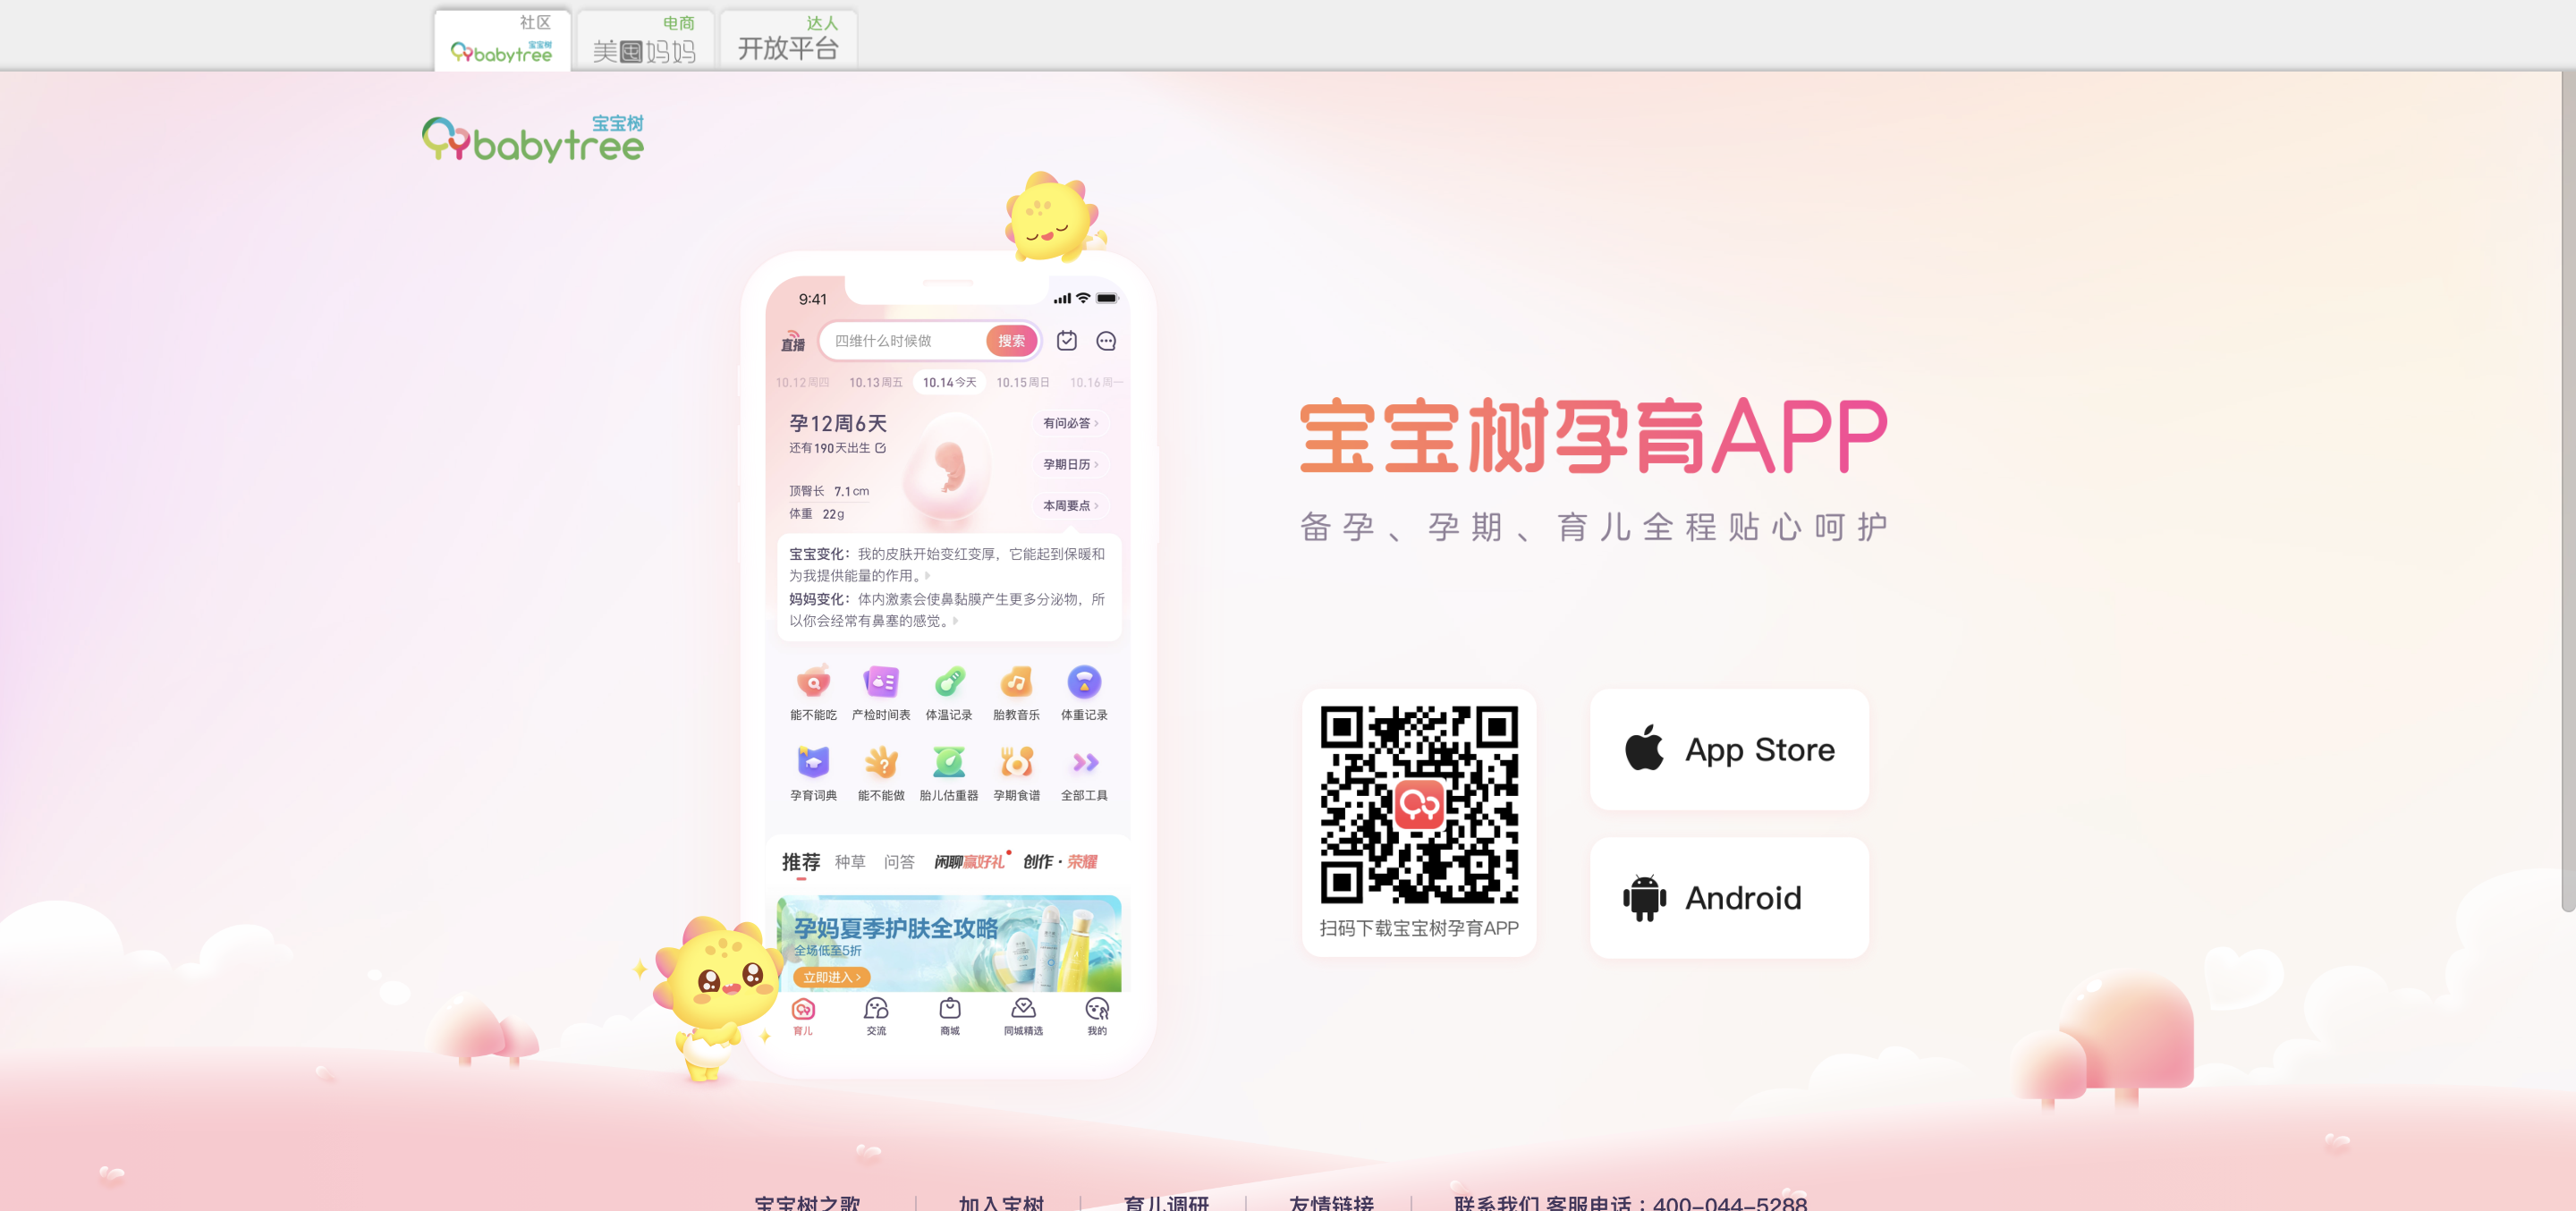 社区
宝宝树
babytree
电商
美囤妈妈
达人
开放平台
宝宝树
babytree
9:41
直播
四维什么时候做
搜索
10.12周四
10.13周五
10.14今天
10.15周日
10.16周一
孕12周6天
还有190天出生
顶臀长 7.1cm
体重 22g
有问必答
孕期日历
本周要点
宝宝变化：我的皮肤开始变红变厚，它能起到保暖和
为我提供能量的作用。
妈妈变化：体内激素会使鼻黏膜产生更多分泌物，所
以你会经常有鼻塞的感觉。
能不能吃
产检时间表
体温记录
胎教音乐
体重记录
孕育词典
能不能做
胎儿估重器
孕期食谱
全部工具
推荐
种草
问答
闲聊赢好礼
创作·荣耀
孕妈夏季护肤全攻略
全场低至5折
立即进入
育儿
交流
商城
同城精选
我的
宝宝树孕育APP
备孕、孕期、育儿全程贴心呵护
扫码下载宝宝树孕育APP
App Store
Android
宝宝树之歌
加入宝树
育儿调研
友情链接
联系我们 客服电话：400-044-5288